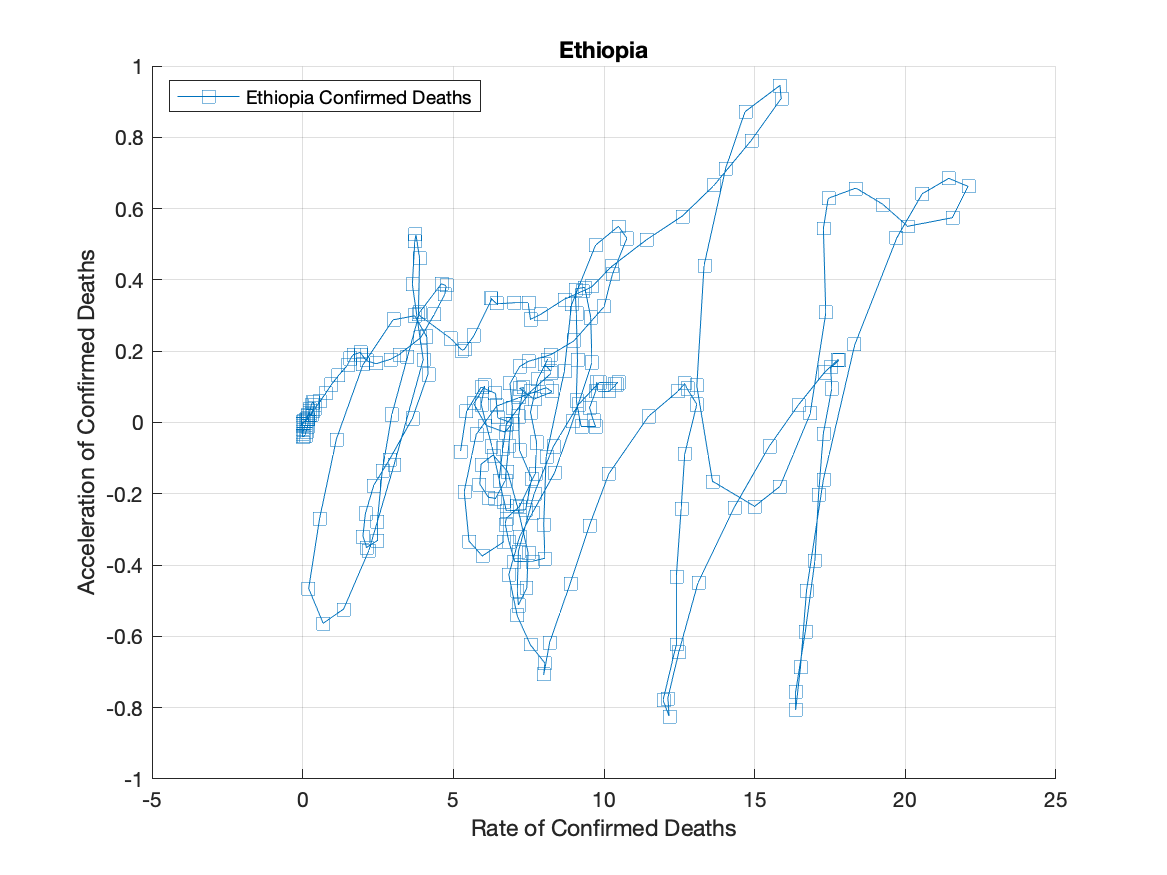 Ethiopia
Ethiopia Confirmed Deaths
1
0.8
0.6
0.4
0.2
0
-0.2
-0.4
-0.6
-0.8
-1
Acceleration of Confirmed Deaths
-5 0 5 10 15 20 25
Rate of Confirmed Deaths